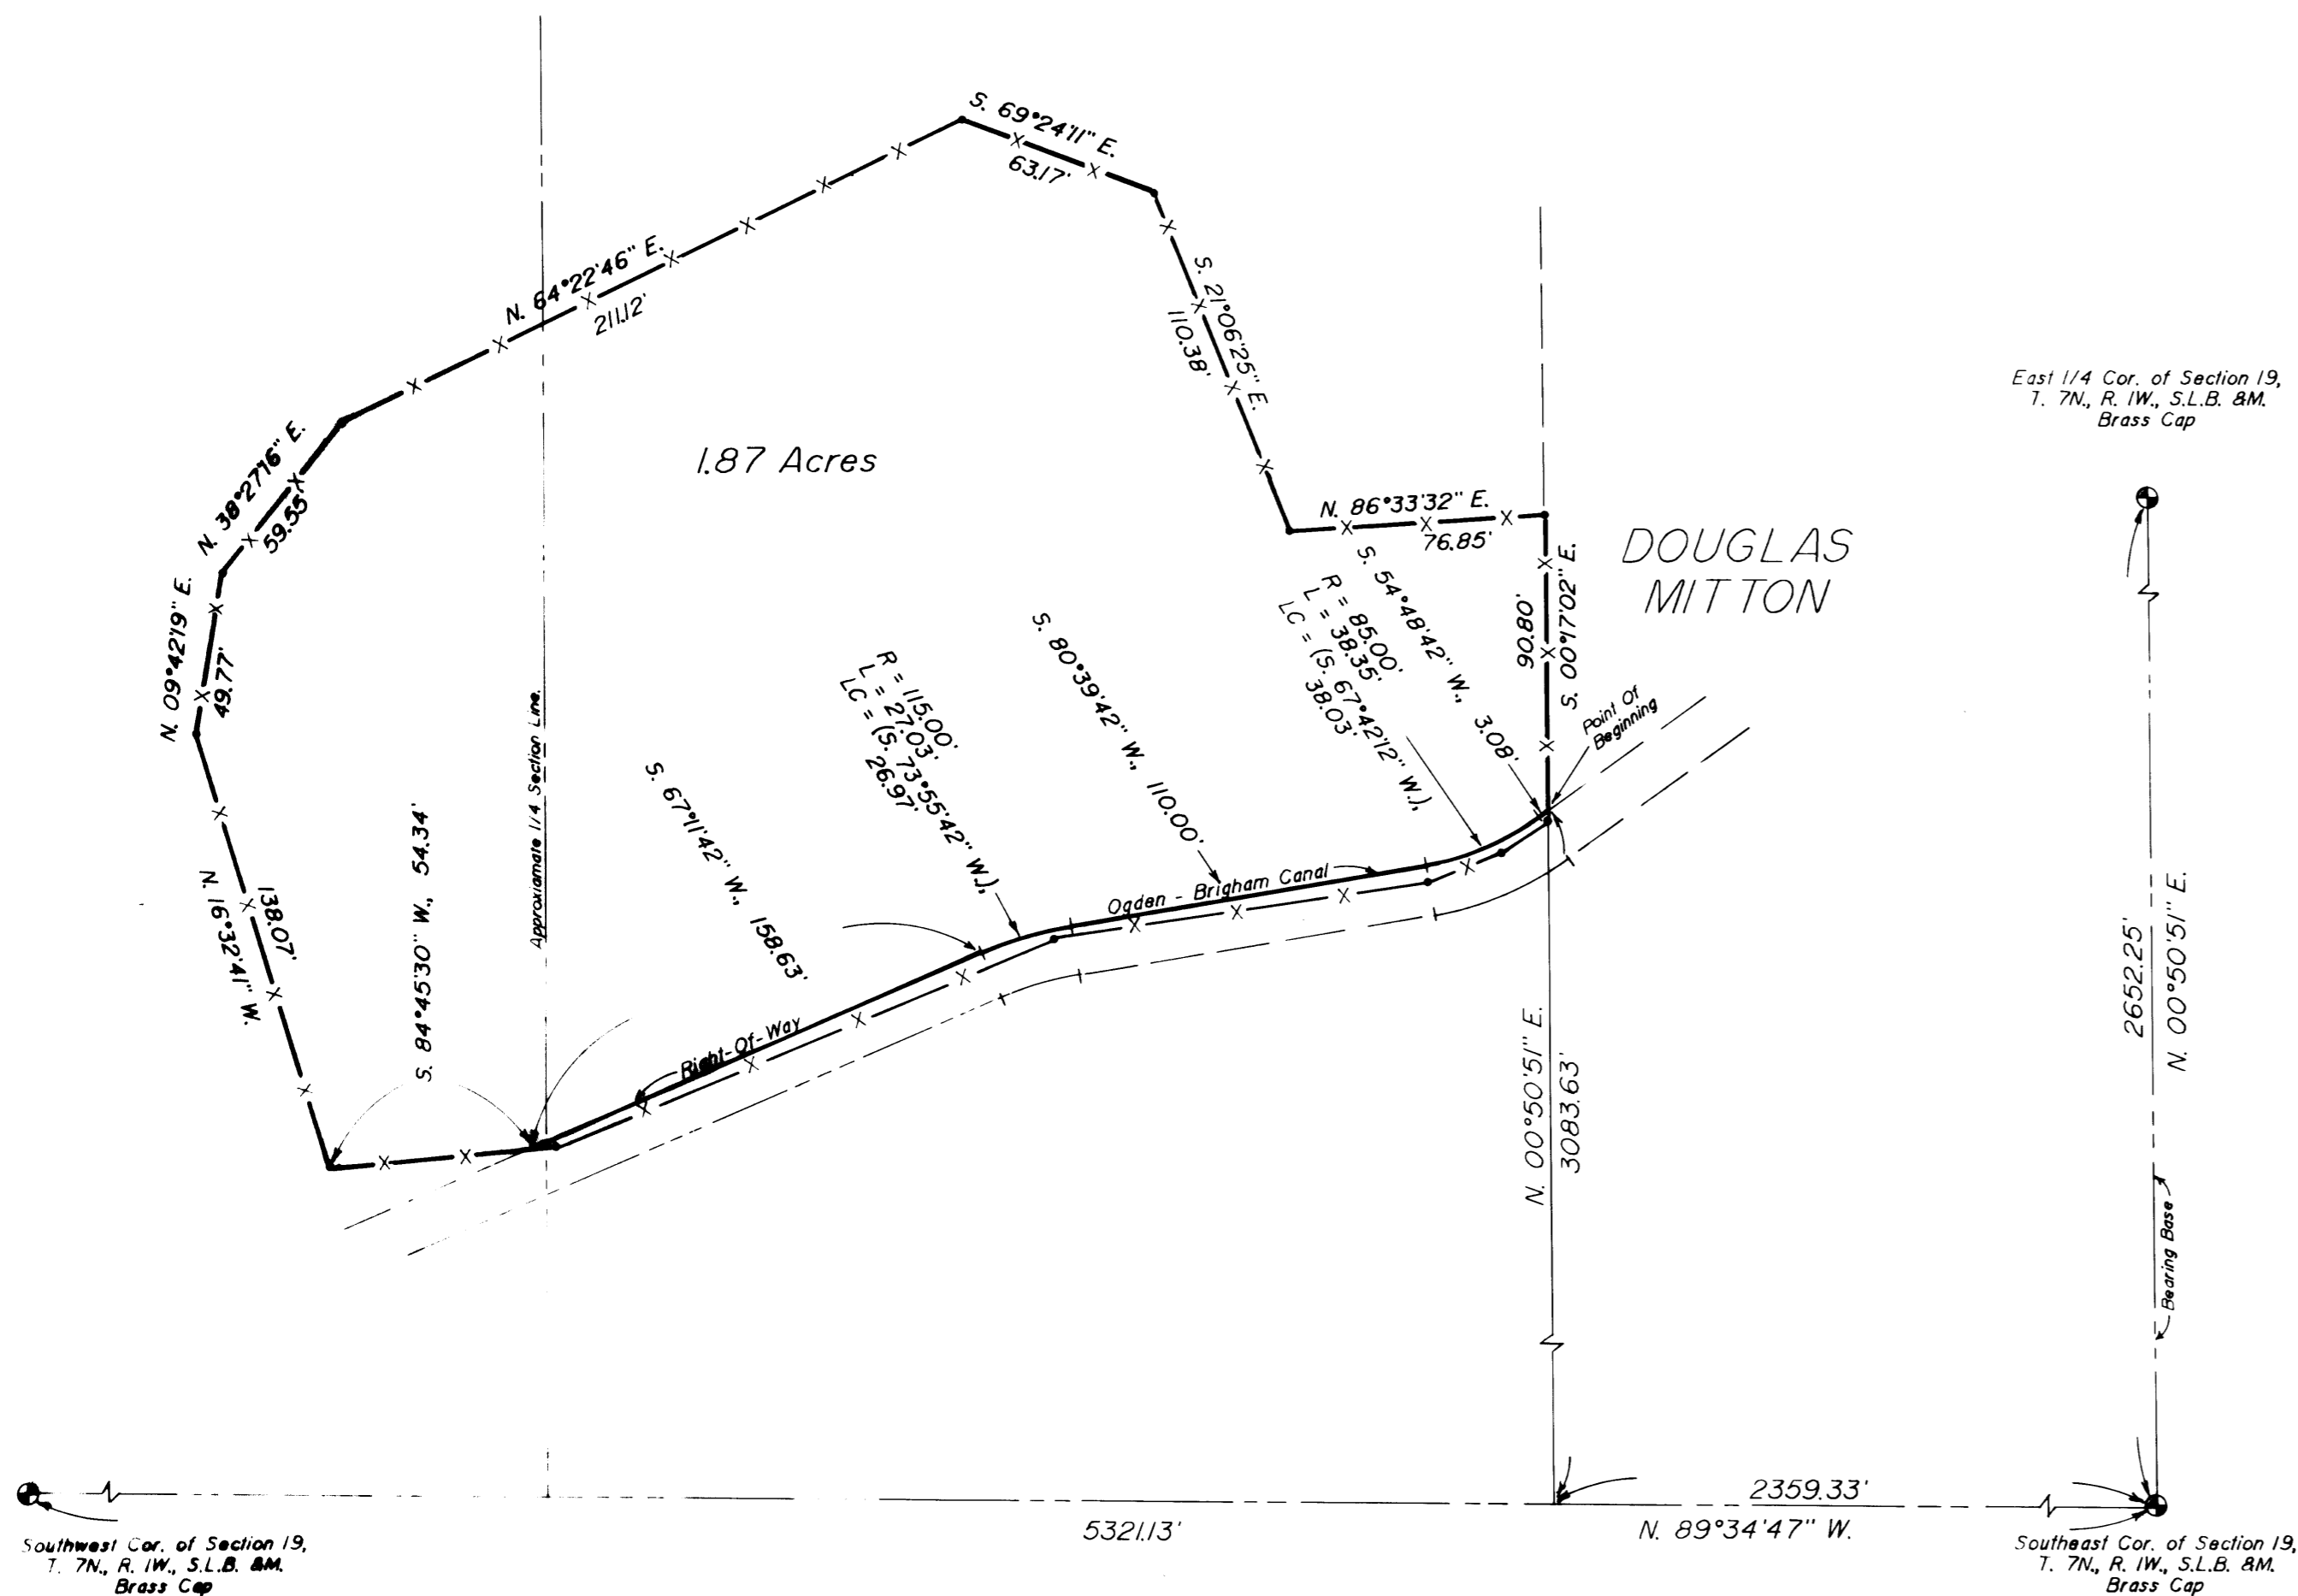 S. 69°24'11" E.
63.17'
N. 64°22'46" E.
211.12'
S. 21°06'25" E.
110.38'
East 1/4 Cor. of Section 19,
T. 7N., R. 1W., S.L.B. &M.
Brass Cap
N. 38°27'16" E.
59.55'
1.87 Acres
N. 86°33'32" E.
76.85'
DOUGLAS
MITTON
N. 09°42'19" E.
49.77'
90.80'
S. 00°17'02" E.
S. 54°48'42" W., 3.08'
R = 85.00'
L = 38.35'
LC = (S. 67°42'12" W.),
38.03'
S. 80°39'42" W., 110.00'
R = 115.00'
L = 27.03'
LC = (S. 73°55'42" W.),
26.97'
Point Of
Beginning
Approxiamate 1/4 Section Line.
S. 67°11'42" W., 158.63'
S. 84°45'30" W., 54.34'
138.07'
N. 16°32'41" W.
Ogden - Brigham Canal
Right-Of-Way
N. 00°50'51" E.
3083.63'
2652.25'
N. 00°50'51" E.
Bearing Base
2359.33'
5321.13'
N. 89°34'47" W.
Southwest Cor. of Section 19,
T. 7N., R. 1W., S.L.B. &M.
Brass Cap
Southeast Cor. of Section 19,
T. 7N., R. 1W., S.L.B. &M.
Brass Cap